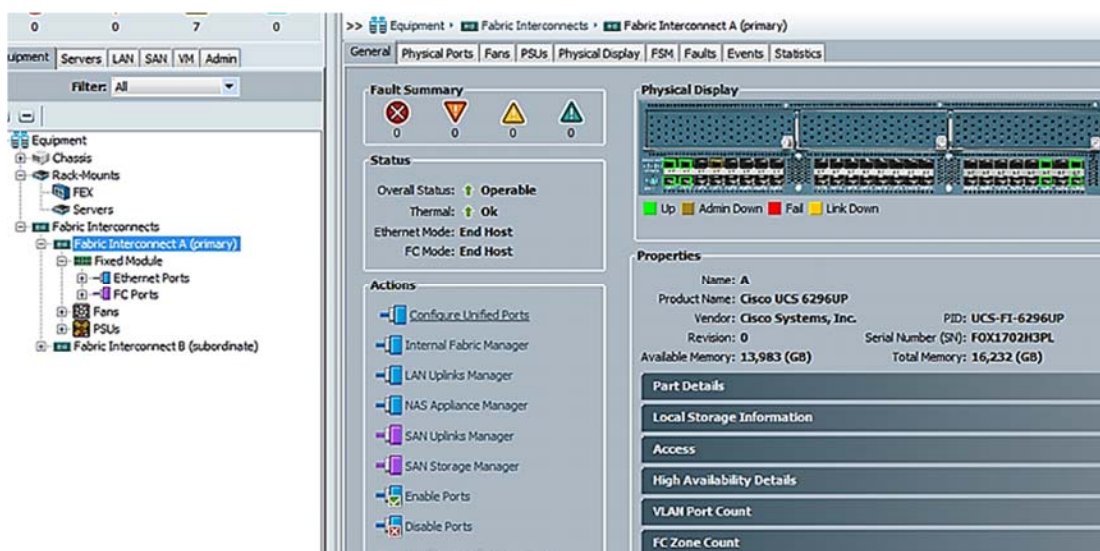 0 0 7 0
>> Equipment ▸ Fabric Interconnects ▸ Fabric Interconnect A (primary)
uipment Servers LAN SAN VM Admin
General Physical Ports Fans PSUs Physical Display FSM Faults Events Statistics
Filter: All
Equipment
Chassis
Rack-Mounts
FEX
Servers
Fabric Interconnects
Fabric Interconnect A (primary)
Fixed Module
Ethernet Ports
FC Ports
Fans
PSUs
Fabric Interconnect B (subordinate)
Fault Summary
0 0 0 0
Status
Overall Status: Operable
Thermal: Ok
Ethernet Mode: End Host
FC Mode: End Host
Actions
Configure Unified Ports
Internal Fabric Manager
LAN Uplinks Manager
NAS Appliance Manager
SAN Uplinks Manager
SAN Storage Manager
Enable Ports
Disable Ports
Physical Display
Up Admin Down Fail Link Down
Properties
Name: A
Product Name: Cisco UCS 6296UP
Vendor: Cisco Systems, Inc. PID: UCS-FI-6296UP
Revision: 0 Serial Number (SN): FOX1702H3PL
Available Memory: 13,983 (GB) Total Memory: 16,232 (GB)
Part Details
Local Storage Information
Access
High Availability Details
VLAN Port Count
FC Zone Count